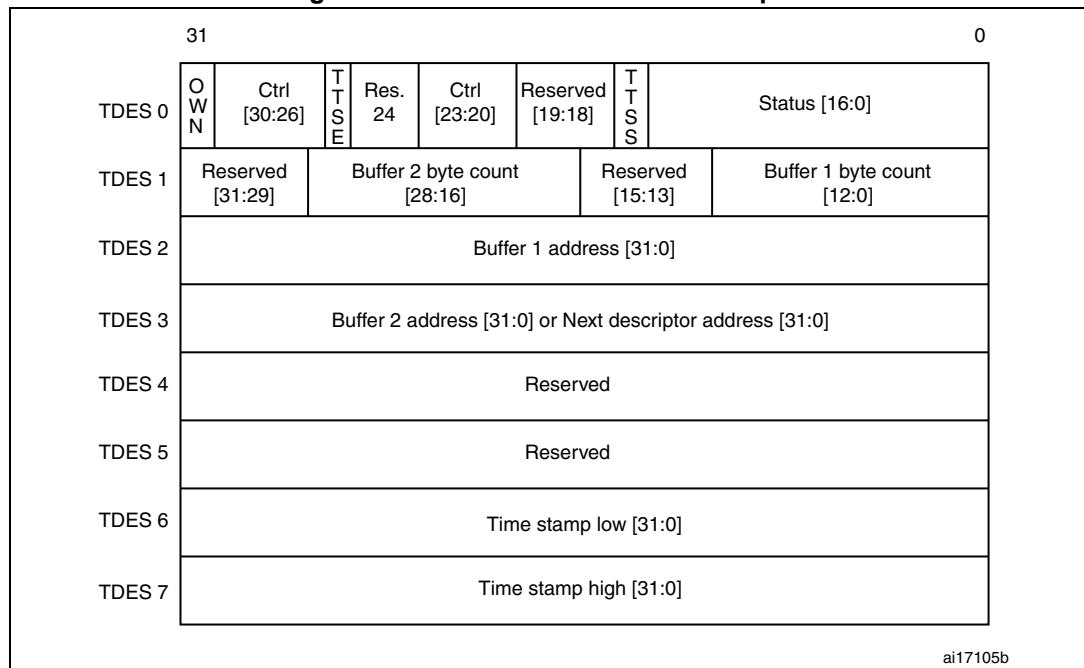 31 0
TDES 0 OWN Ctrl [30:26] TTSE Res. 24 Ctrl [23:20] Reserved [19:18] TTSS Status [16:0]
TDES 1 Reserved [31:29] Buffer 2 byte count [28:16] Reserved [15:13] Buffer 1 byte count [12:0]
TDES 2 Buffer 1 address [31:0]
TDES 3 Buffer 2 address [31:0] or Next descriptor address [31:0]
TDES 4 Reserved
TDES 5 Reserved
TDES 6 Time stamp low [31:0]
TDES 7 Time stamp high [31:0]
ai17105b